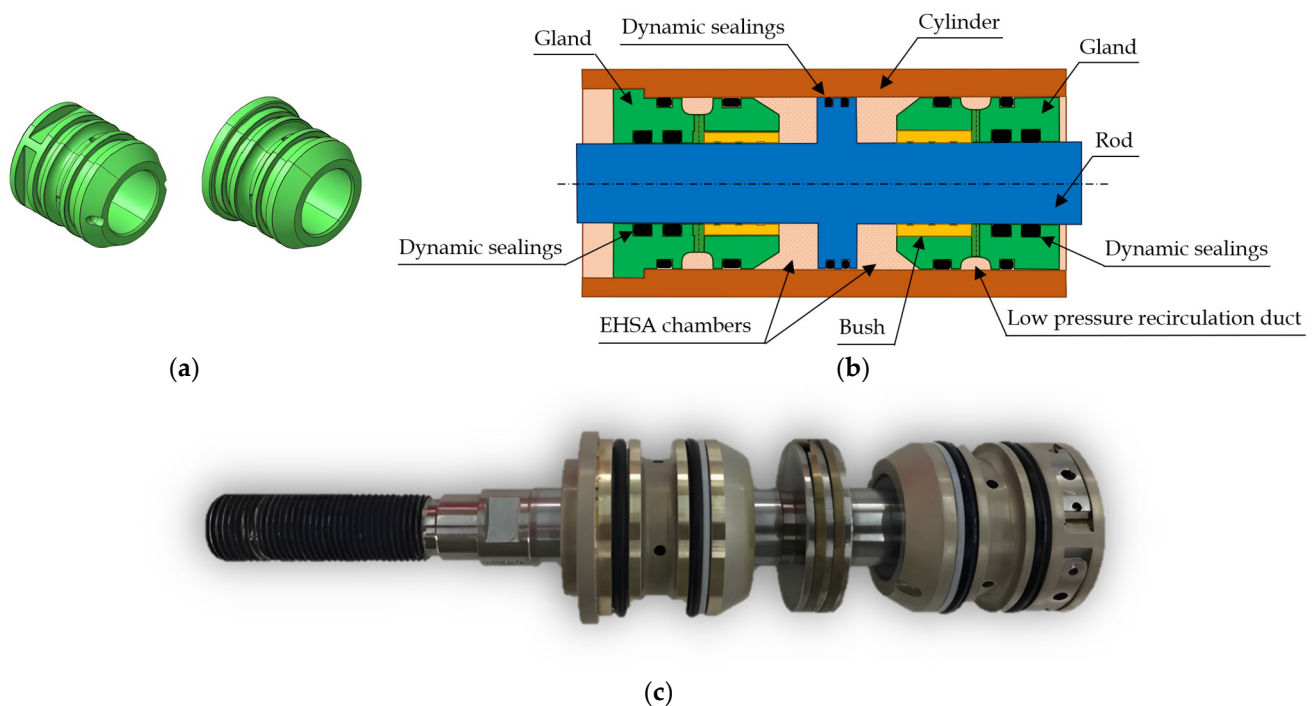 Dynamic sealings
Cylinder
Gland
Gland
Rod
Dynamic sealings
Dynamic sealings
EHSA chambers
Bush
Low pressure recirculation duct
(a)
(b)
(c)